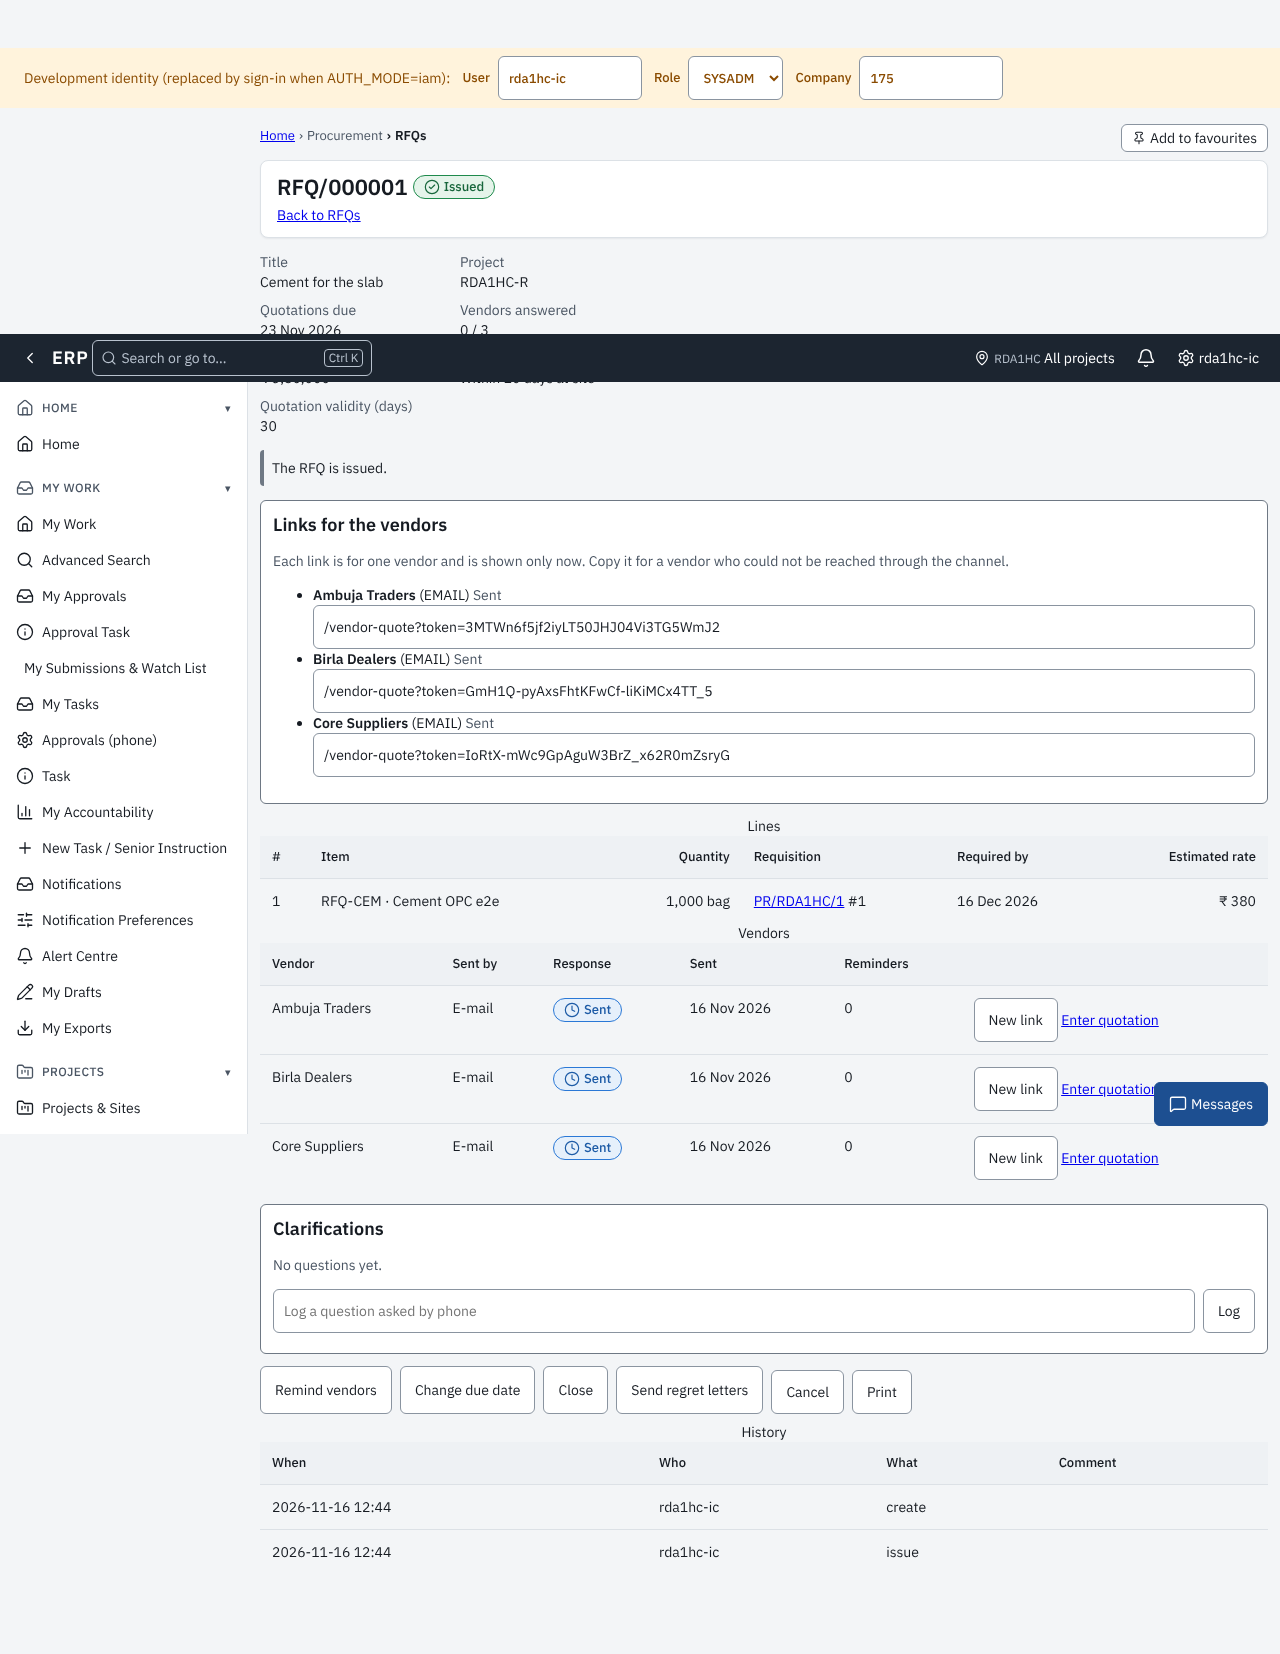 Development identity (replaced by sign-in when AUTH_MODE=iam): User rda1hc-ic Role SYSADM Company 175
Home › Procurement › RFQs
Add to favourites
RFQ/000001 Issued
Back to RFQs
Title Project
Cement for the slab RDA1HC-R
Quotations due Vendors answered
23 Nov 2026 0 / 3
ERP Search or go to… Ctrl K RDA1HC All projects rda1hc-ic
Quotation validity (days)
30
The RFQ is issued.
HOME
Home
MY WORK
My Work
Advanced Search
My Approvals
Approval Task
My Submissions & Watch List
My Tasks
Approvals (phone)
Task
My Accountability
New Task / Senior Instruction
Notifications
Notification Preferences
Alert Centre
My Drafts
My Exports
PROJECTS
Projects & Sites
Links for the vendors
Each link is for one vendor and is shown only now. Copy it for a vendor who could not be reached through the channel.
Ambuja Traders (EMAIL) Sent
/vendor-quote?token=3MTWn6f5jf2iyLT50JHJ04Vi3TG5WmJ2
Birla Dealers (EMAIL) Sent
/vendor-quote?token=GmH1Q-pyAxsFhtKFwCf-liKiMCx4TT_5
Core Suppliers (EMAIL) Sent
/vendor-quote?token=IoRtX-mWc9GpAguW3BrZ_x62R0mZsryG
Lines
# Item Quantity Requisition Required by Estimated rate
1 RFQ-CEM · Cement OPC e2e 1,000 bag PR/RDA1HC/1 #1 16 Dec 2026 ₹ 380
Vendors
Vendor Sent by Response Sent Reminders
Ambuja Traders E-mail Sent 16 Nov 2026 0 New link Enter quotation
Birla Dealers E-mail Sent 16 Nov 2026 0 New link Enter quotation
Messages
Core Suppliers E-mail Sent 16 Nov 2026 0 New link Enter quotation
Clarifications
No questions yet.
Log a question asked by phone Log
Remind vendors Change due date Close Send regret letters Cancel Print
History
When Who What Comment
2026-11-16 12:44 rda1hc-ic create
2026-11-16 12:44 rda1hc-ic issue